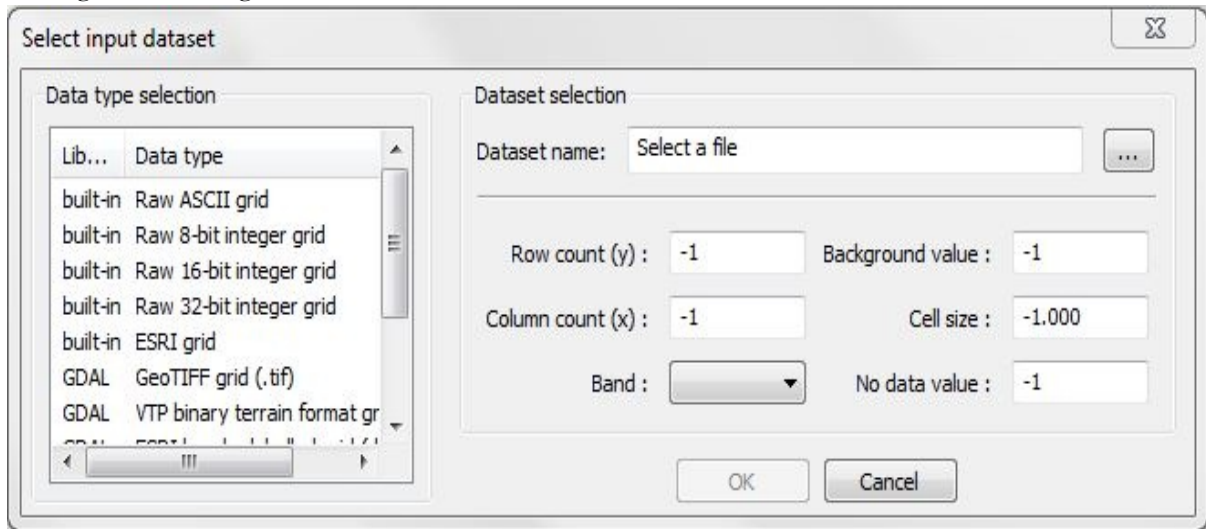 Select input dataset
Data type selection
Lib... Data type
built-in Raw ASCII grid
built-in Raw 8-bit integer grid
built-in Raw 16-bit integer grid
built-in Raw 32-bit integer grid
built-in ESRI grid
GDAL GeoTIFF grid (.tif)
GDAL VTP binary terrain format gr
Dataset selection
Dataset name: Select a file ...
Row count (y) : -1 Background value : -1
Column count (x) : -1 Cell size : -1.000
Band : No data value : -1
OK Cancel